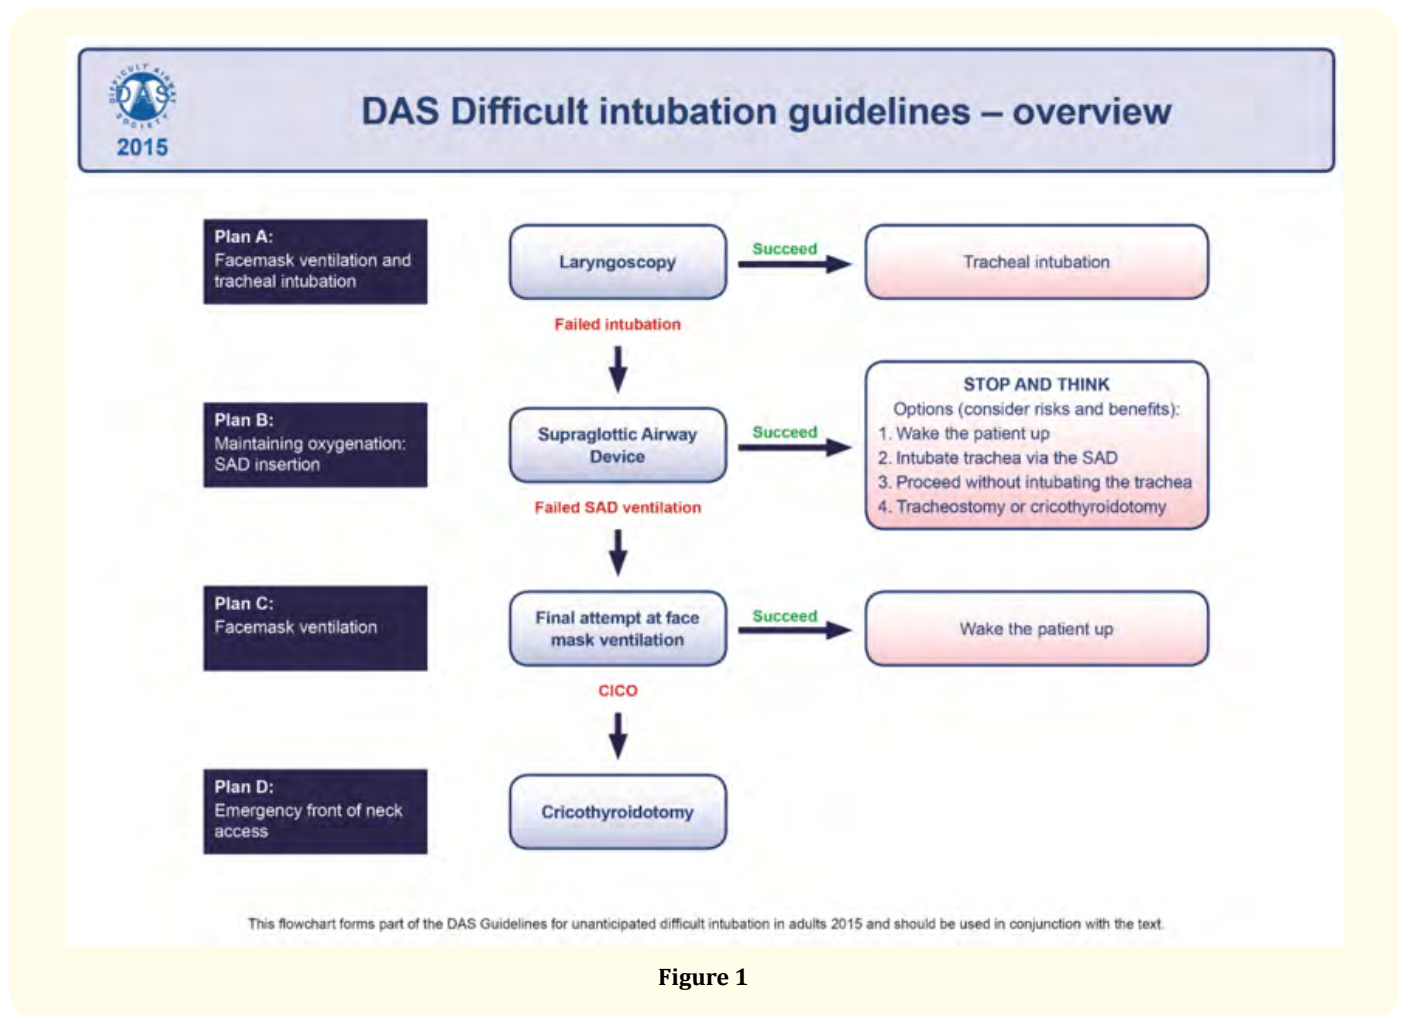 DIFFICULT AIRWAY
DAS
SOCIETY
2015
DAS Difficult intubation guidelines – overview
Plan A:
Facemask ventilation and
tracheal intubation
Laryngoscopy
Succeed
Tracheal intubation
Failed intubation
Plan B:
Maintaining oxygenation:
SAD insertion
Supraglottic Airway
Device
Succeed
STOP AND THINK
Options (consider risks and benefits):
1. Wake the patient up
2. Intubate trachea via the SAD
3. Proceed without intubating the trachea
4. Tracheostomy or cricothyroidotomy
Failed SAD ventilation
Plan C:
Facemask ventilation
Final attempt at face
mask ventilation
Succeed
Wake the patient up
CICO
Plan D:
Emergency front of neck
access
Cricothyroidotomy
This flowchart forms part of the DAS Guidelines for unanticipated difficult intubation in adults 2015 and should be used in conjunction with the text.
Figure 1